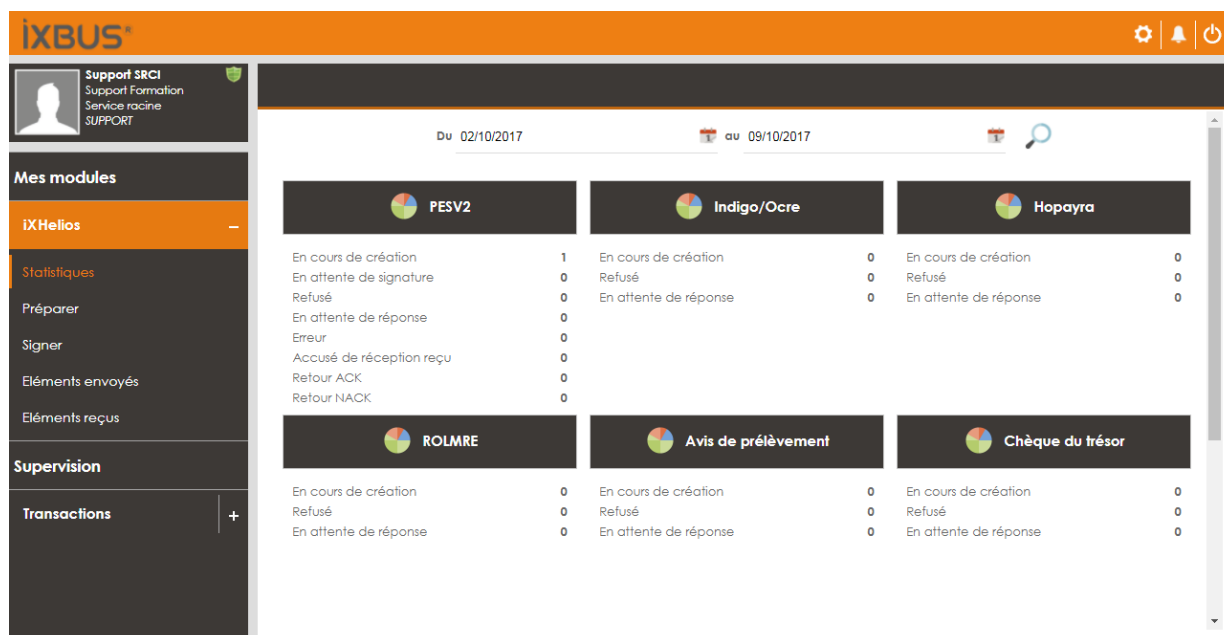 iXBUS®
Support SRCI
Support Formation
Service racine
SUPPORT
Du 02/10/2017 au 09/10/2017
Mes modules
iXHelios –
Statistiques
Préparer
Signer
Eléments envoyés
Eléments reçus
Supervision
Transactions +
PESV2
En cours de création 1
En attente de signature 0
Refusé 0
En attente de réponse 0
Erreur 0
Accusé de réception reçu 0
Retour ACK 0
Retour NACK 0
Indigo/Ocre
En cours de création 0
Refusé 0
En attente de réponse 0
Hopayra
En cours de création 0
Refusé 0
En attente de réponse 0
ROLMRE
En cours de création 0
Refusé 0
En attente de réponse 0
Avis de prélèvement
En cours de création 0
Refusé 0
En attente de réponse 0
Chèque du trésor
En cours de création 0
Refusé 0
En attente de réponse 0